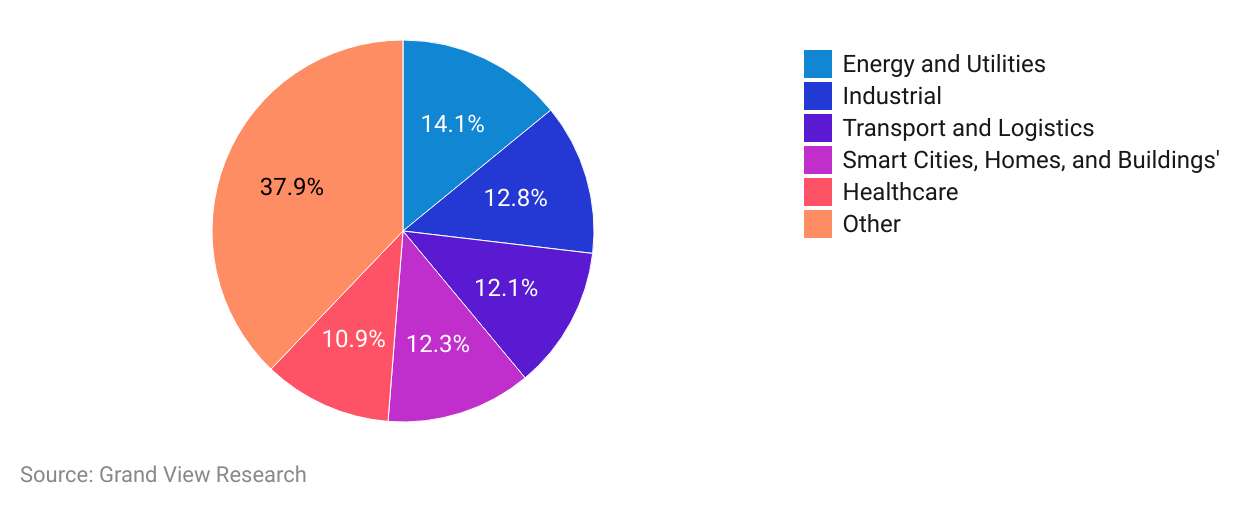 14.1%
12.8%
12.1%
12.3%
10.9%
37.9%
Energy and Utilities
Industrial
Transport and Logistics
Smart Cities, Homes, and Buildings'
Healthcare
Other
Source: Grand View Research